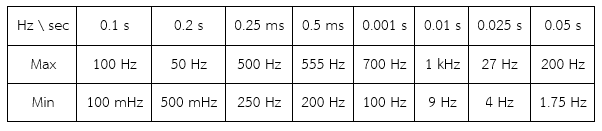 Hz \ sec 0.1 s 0.2 s 0.25 ms 0.5 ms 0.001 s 0.01 s 0.025 s 0.05 s
Max 100 Hz 50 Hz 500 Hz 555 Hz 700 Hz 1 kHz 27 Hz 200 Hz
Min 100 mHz 500 mHz 250 Hz 200 Hz 100 Hz 9 Hz 4 Hz 1.75 Hz